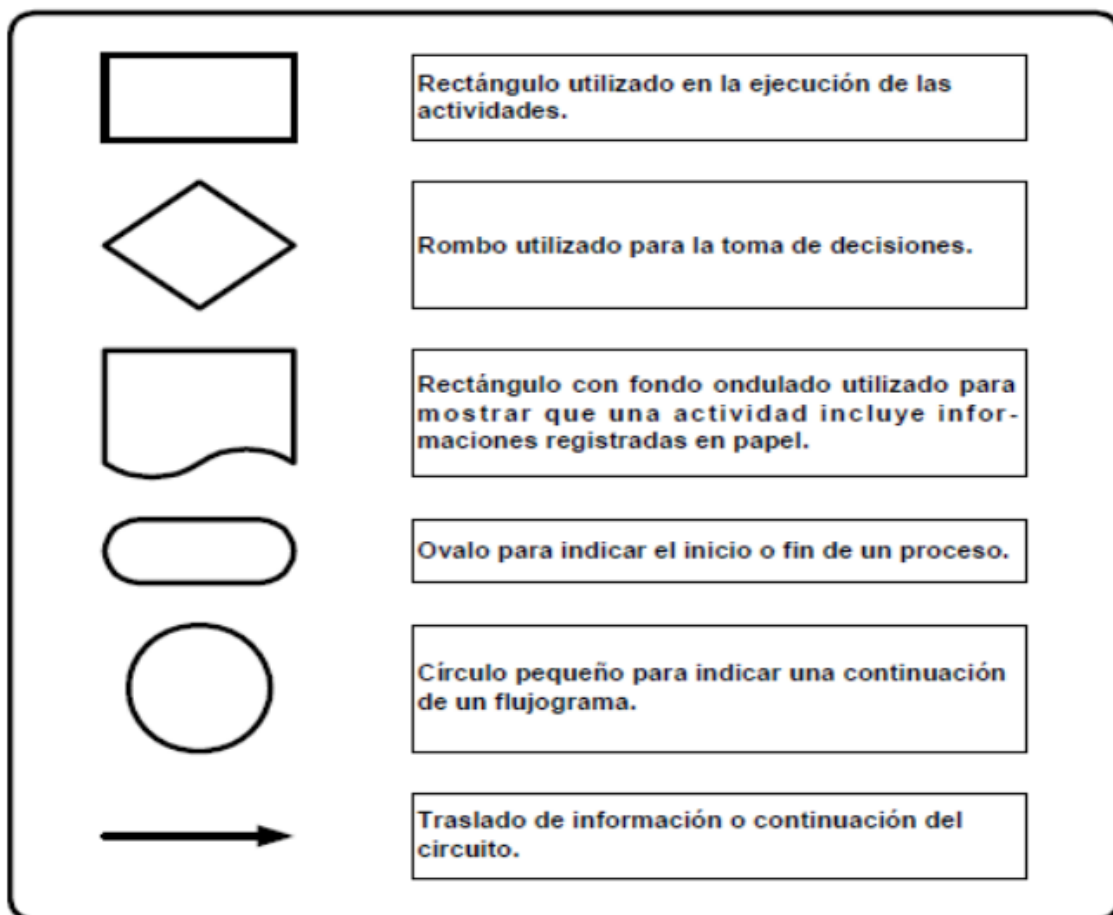 Rectángulo utilizado en la ejecución de las
actividades.
Rombo utilizado para la toma de decisiones.
Rectángulo con fondo ondulado utilizado para
mostrar que una actividad incluye infor-
maciones registradas en papel.
Ovalo para indicar el inicio o fin de un proceso.
Círculo pequeño para indicar una continuación
de un flujograma.
Traslado de información o continuación del
circuito.